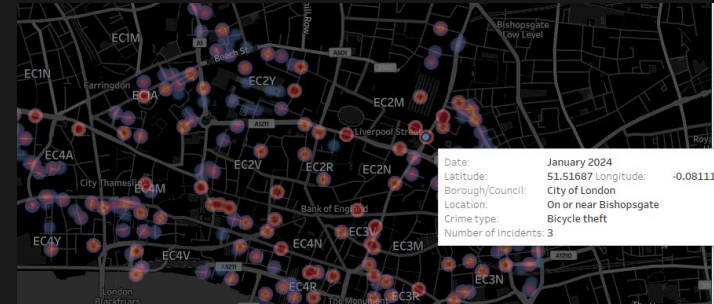 Bishopsgate
Low Level
EC1M
Beech St
A1
A501
EC1N
Farringdon
EC2Y
EC2M
A1211
Liverpool Street
EC4A
EC2V
EC2R
EC2N
City Thameslink
Bank of England
EC4Y
EC4V
EC4N
EC3V
EC3M
A1211
A1210
EC4R
EC3N
London
Blackfriars
The Monument
EC3R
Date: January 2024
Latitude: 51.51687 Longitude: -0.08111
Borough/Council: City of London
Location: On or near Bishopsgate
Crime type: Bicycle theft
Number of Incidents: 3